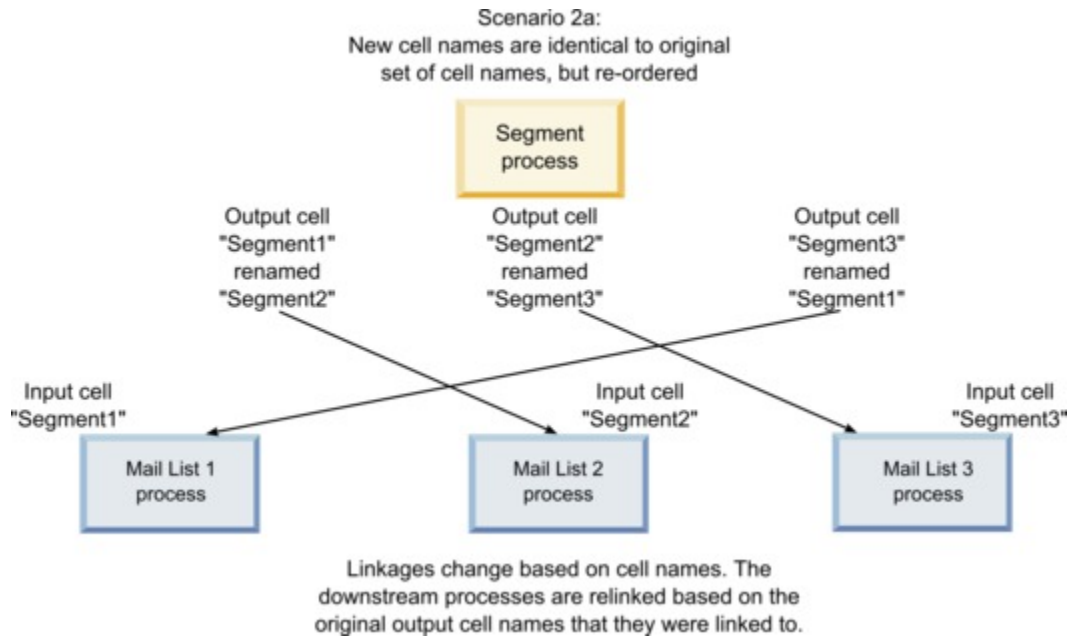 Scenario 2a:
New cell names are identical to original
set of cell names, but re-ordered
Segment
process
Output cell
"Segment1"
renamed
"Segment2"
Output cell
"Segment2"
renamed
"Segment3"
Output cell
"Segment3"
renamed
"Segment1"
Input cell
"Segment1"
Input cell
"Segment2"
Input cell
"Segment3"
Mail List 1
process
Mail List 2
process
Mail List 3
process
Linkages change based on cell names. The
downstream processes are relinked based on the
original output cell names that they were linked to.